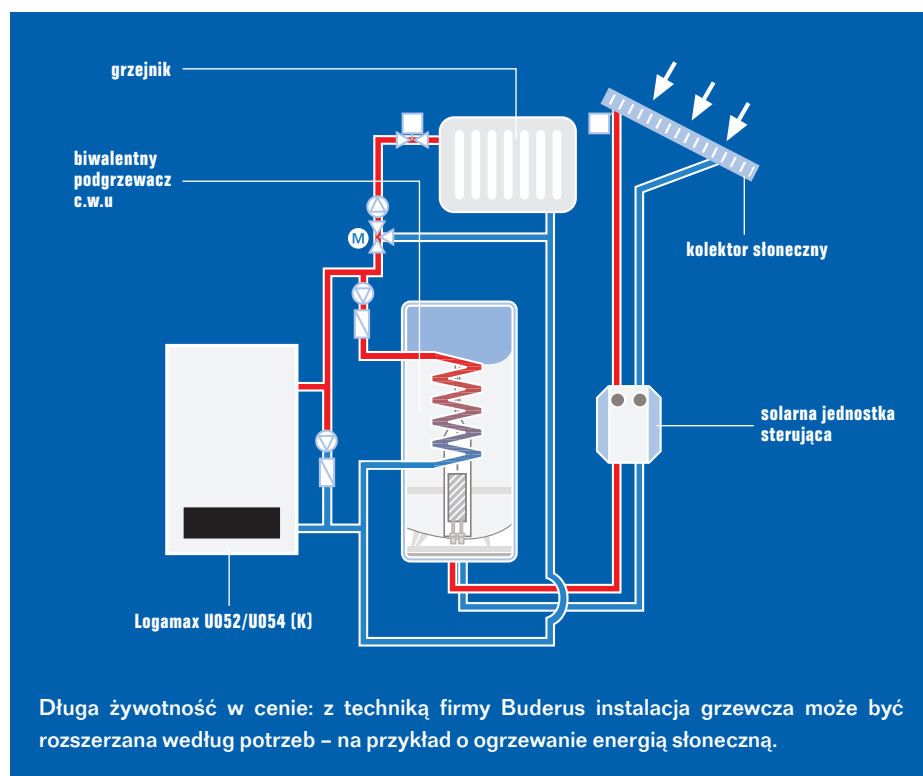 grzejnik
biwalentny
podgrzewacz
c.w.u
M
kolektor słoneczny
solarna jednostka
sterująca
Logamax U052/U054 (K)
Długa żywotność w cenie: z techniką firmy Buderus instalacja grzewcza może być
rozszerzana według potrzeb – na przykład o ogrzewanie energią słoneczną.